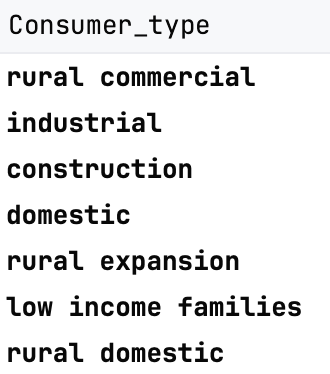 Consumer_type
rural commercial
industrial
construction
domestic
rural expansion
low income families
rural domestic